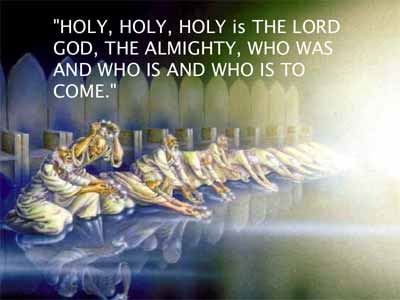 "HOLY, HOLY, HOLY is THE LORD
GOD, THE ALMIGHTY, WHO WAS
AND WHO IS AND WHO IS TO
COME."